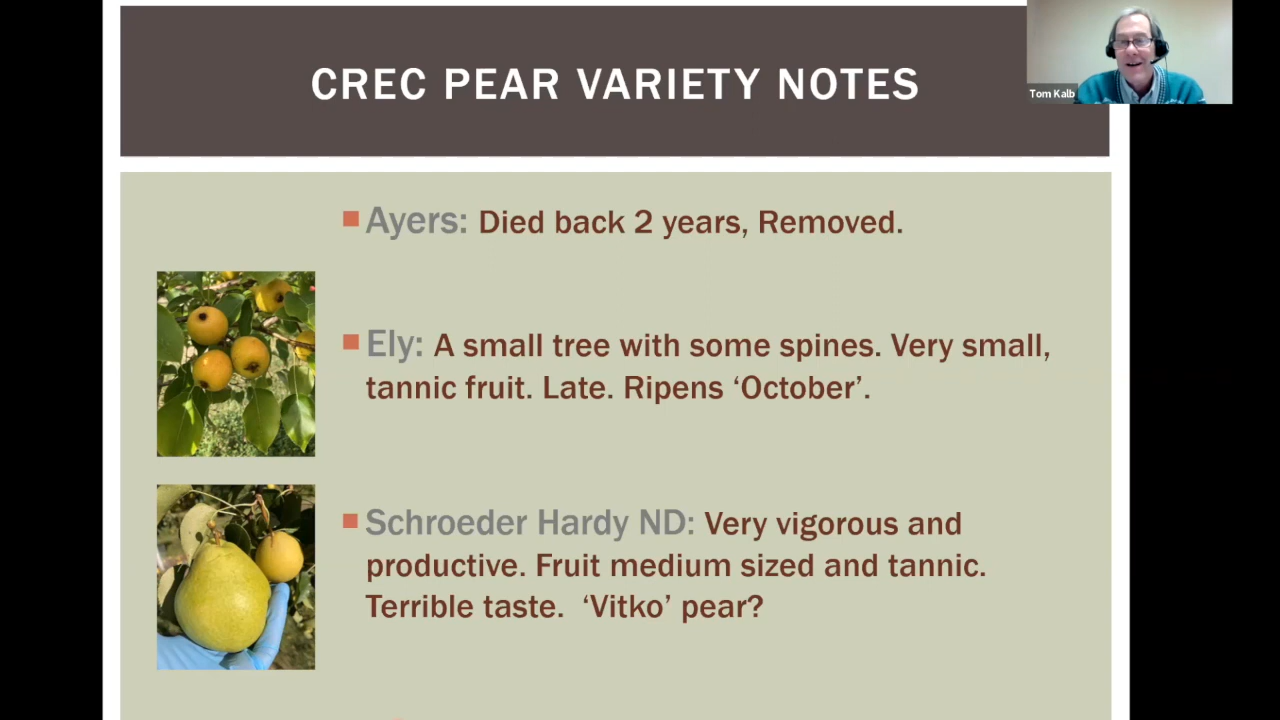 CREC PEAR VARIETY NOTES
Tom Kalb
Ayers: Died back 2 years, Removed.
Ely: A small tree with some spines. Very small,
tannic fruit. Late. Ripens ‘October’.
Schroeder Hardy ND: Very vigorous and
productive. Fruit medium sized and tannic.
Terrible taste.  ‘Vitko’ pear?